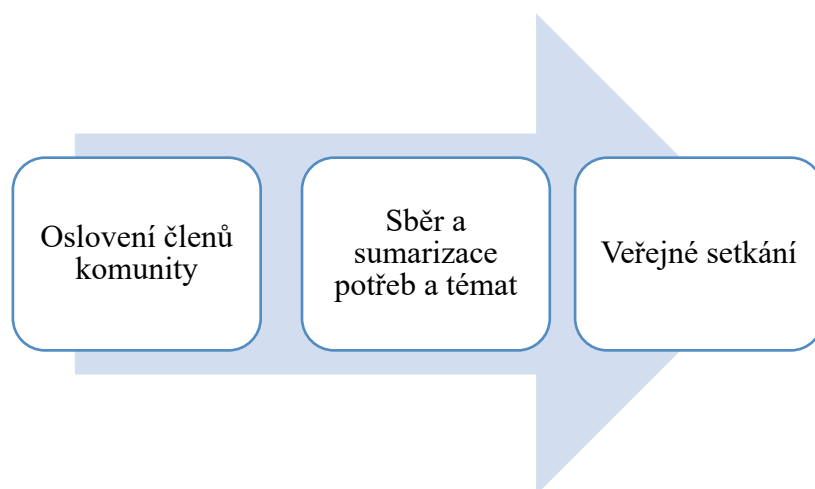 Oslovení členů
komunity
Sběr a
sumarizace
potřeb a témat
Veřejné setkání